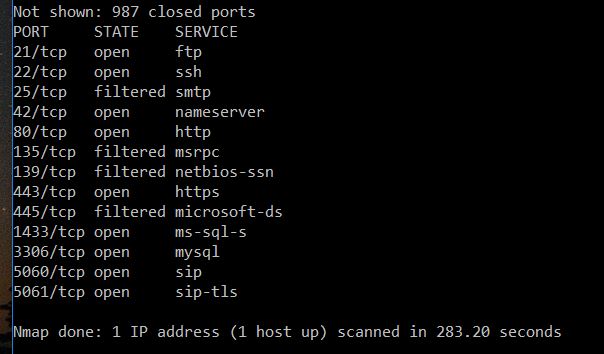 Not shown: 987 closed ports
PORT     STATE    SERVICE
21/tcp   open     ftp
22/tcp   open     ssh
25/tcp   filtered smtp
42/tcp   open     nameserver
80/tcp   open     http
135/tcp  filtered msrpc
139/tcp  filtered netbios-ssn
443/tcp  open     https
445/tcp  filtered microsoft-ds
1433/tcp open     ms-sql-s
3306/tcp open     mysql
5060/tcp open     sip
5061/tcp open     sip-tls
Nmap done: 1 IP address (1 host up) scanned in 283.20 seconds